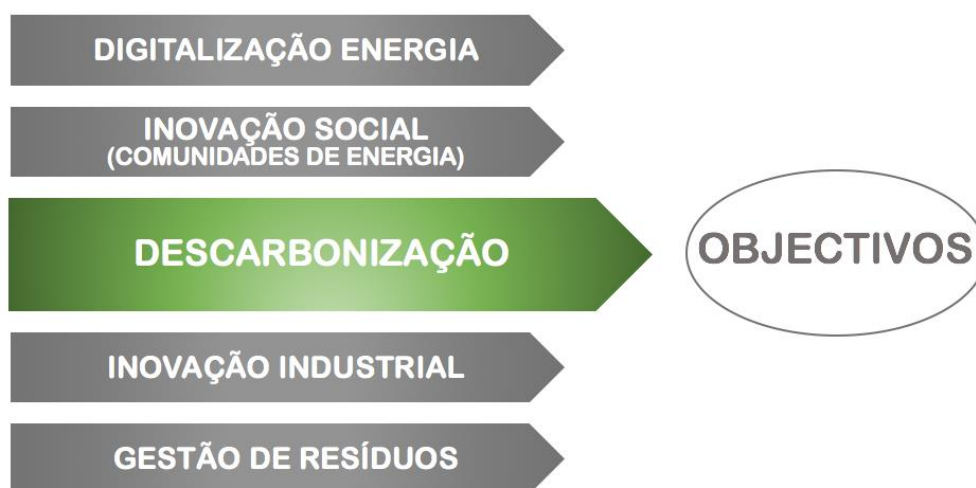 DIGITALIZAÇÃO ENERGIA
INOVAÇÃO SOCIAL
(COMUNIDADES DE ENERGIA)
DESCARBONIZAÇÃO
OBJECTIVOS
INOVAÇÃO INDUSTRIAL
GESTÃO DE RESÍDUOS